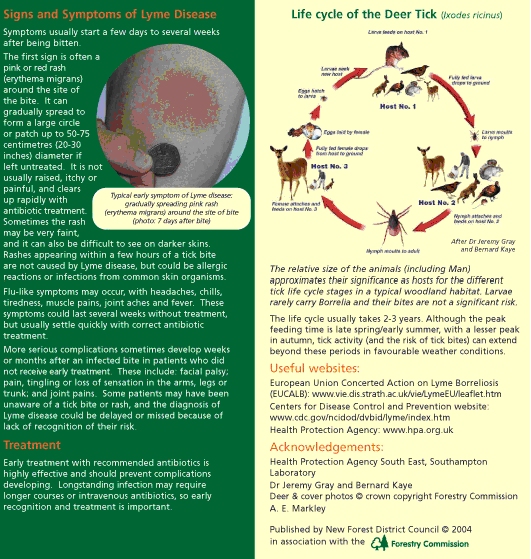 Signs and Symptoms of Lyme Disease
Symptoms usually start a few days to several weeks
after being bitten.
The first sign is often a
pink or red rash
(erythema migrans)
around the site of
the bite. It can
gradually spread to
form a large circle
or patch up to 50-75
centimetres (20-30
inches) diameter if
left untreated. It is not
usually raised, itchy or
painful, and clears
up rapidly with
antibiotic treatment.
Sometimes the rash
may be very faint,
and it can also be difficult to see on darker skins.
Rashes appearing within a few hours of a tick bite
are not caused by Lyme disease, but could be allergic
reactions or infections from common skin organisms.
Typical early symptom of Lyme disease:
gradually spreading pink rash
(erythema migrans) around the site of bite
(photo: 7 days after bite)
Flu-like symptoms may occur, with headaches, chills,
tiredness, muscle pains, joint aches and fever. These
symptoms could last several weeks without treatment,
but usually settle quickly with correct antibiotic
treatment.
More serious complications sometimes develop weeks
or months after an infected bite in patients who did
not receive early treatment. These include: facial palsy;
pain, tingling or loss of sensation in the arms, legs or
trunk; and joint pains. Some patients may have been
unaware of a tick bite or rash, and the diagnosis of
Lyme disease could be delayed or missed because of
lack of recognition of their risk.
Treatment
Early treatment with recommended antibiotics is
highly effective and should prevent complications
developing. Longstanding infection may require
longer courses or intravenous antibiotics, so early
recognition and treatment is important.
Life cycle of the Deer Tick (Ixodes ricinus)
Larva feeds on host No. 1
Larvae seek
new host
Fully fed larva
drops to ground
Eggs hatch
to larva
Host No. 1
Eggs laid by female
Larva moults
to nymph
Fully fed female drops
from host to ground
Host No. 3
Host No. 2
Female attaches and
feeds on host No. 3
Nymph attaches and
feeds on host No. 2
Nymph moults to adult
After Dr Jeremy Gray
and Bernard Kaye
The relative size of the animals (including Man)
approximates their significance as hosts for the different
tick life cycle stages in a typical woodland habitat. Larvae
rarely carry Borrelia and their bites are not a significant risk.
The life cycle usually takes 2-3 years. Although the peak
feeding time is late spring/early summer, with a lesser peak
in autumn, tick activity (and the risk of tick bites) can extend
beyond these periods in favourable weather conditions.
Useful websites:
European Union Concerted Action on Lyme Borreliosis
(EUCALB): www.vie.dis.strath.ac.uk/vie/LymeEU/leaflet.htm
Centers for Disease Control and Prevention website:
www.cdc.gov/ncidod/dvbid/lyme/index.htm
Health Protection Agency: www.hpa.org.uk
Acknowledgements:
Health Protection Agency South East, Southampton
Laboratory
Dr Jeremy Gray and Bernard Kaye
Deer & cover photos © crown copyright Forestry Commission
A. E. Markley
Published by New Forest District Council © 2004
in association with the Forestry Commission